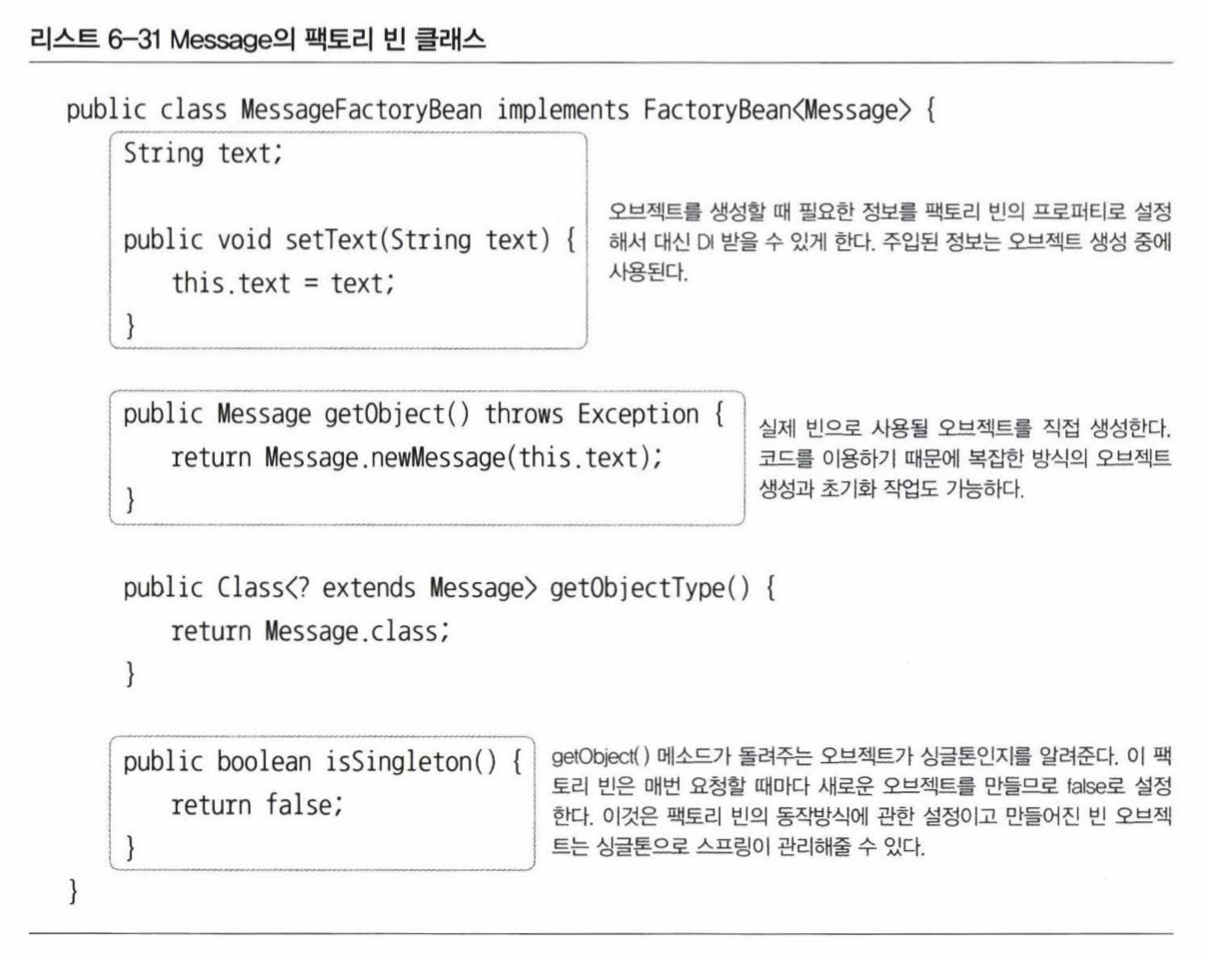 리스트 6-31 Message의 팩토리 빈 클래스
public class MessageFactoryBean implements FactoryBean<Message> {
String text;
public void setText(String text) {
this.text = text;
}
오브젝트를 생성할 때 필요한 정보를 팩토리 빈의 프로퍼티로 설정
해서 대신 DI 받을 수 있게 한다. 주입된 정보는 오브젝트 생성 중에
사용된다.
public Message getObject() throws Exception {
return Message.newMessage(this.text);
}
실제 빈으로 사용될 오브젝트를 직접 생성한다.
코드를 이용하기 때문에 복잡한 방식의 오브젝트
생성과 초기화 작업도 가능하다.
public Class<? extends Message> getObjectType() {
return Message.class;
}
public boolean isSingleton() {
return false;
}
getObject() 메소드가 돌려주는 오브젝트가 싱글톤인지를 알려준다. 이 팩
토리 빈은 매번 요청할 때마다 새로운 오브젝트를 만들므로 false로 설정
한다. 이것은 팩토리 빈의 동작방식에 관한 설정이고 만들어진 빈 오브젝
트는 싱글톤으로 스프링이 관리해줄 수 있다.
}